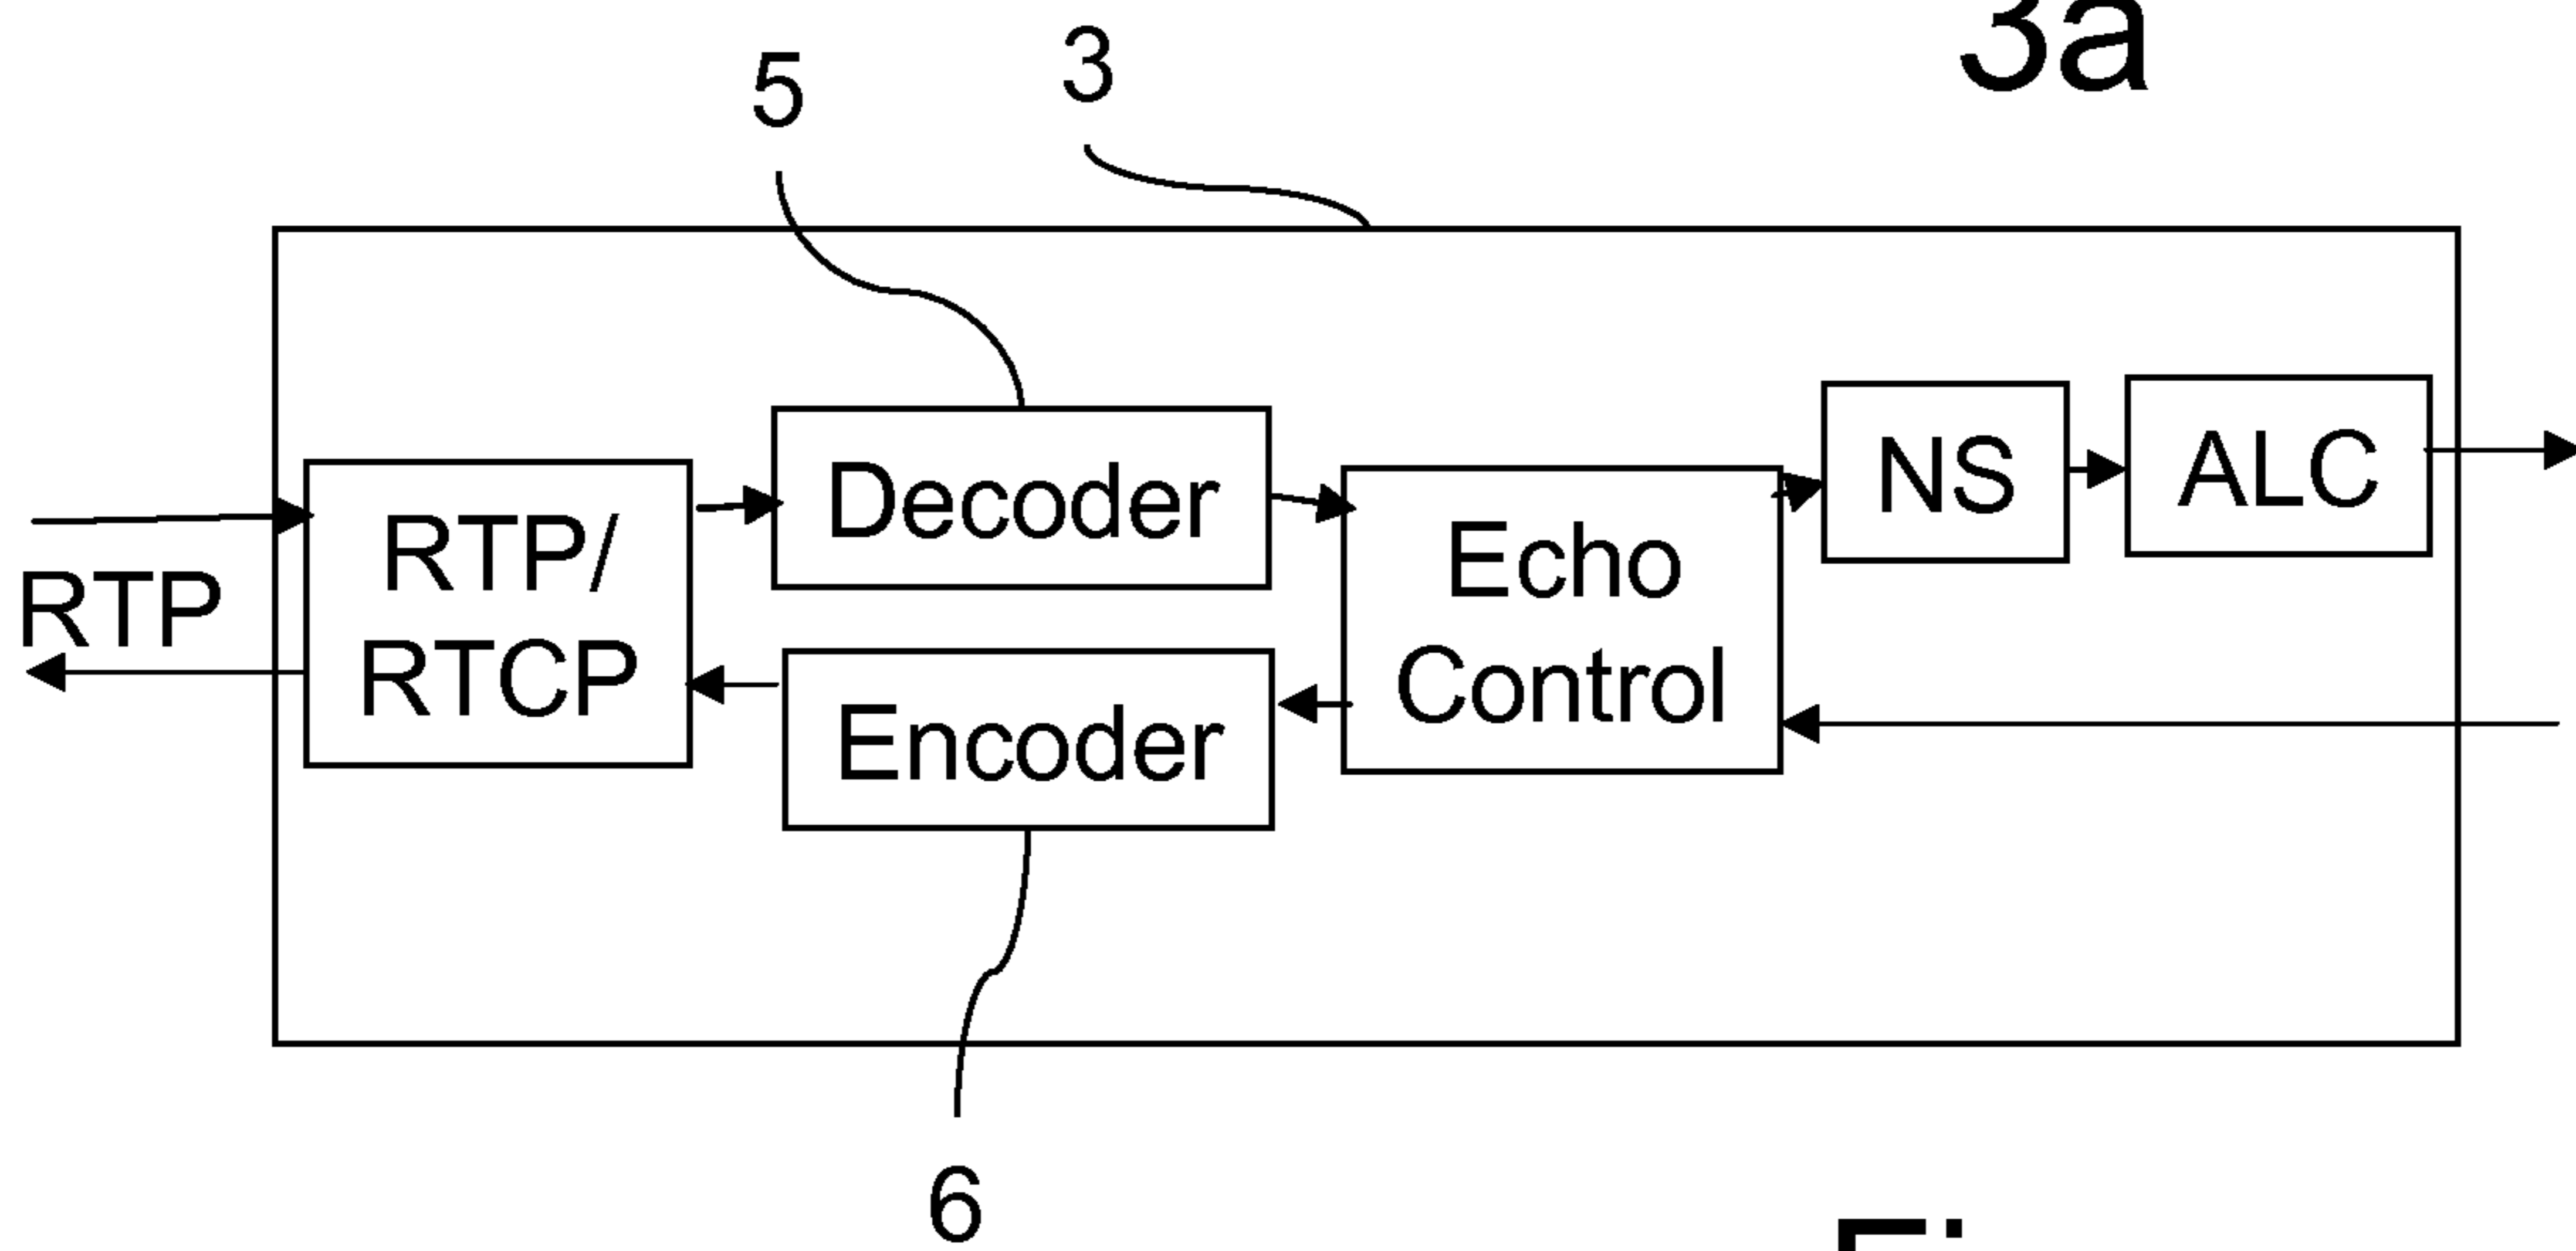 3a
5
3
RTP
RTP/
RTCP
Decoder
Encoder
Echo
Control
NS
ALC
6